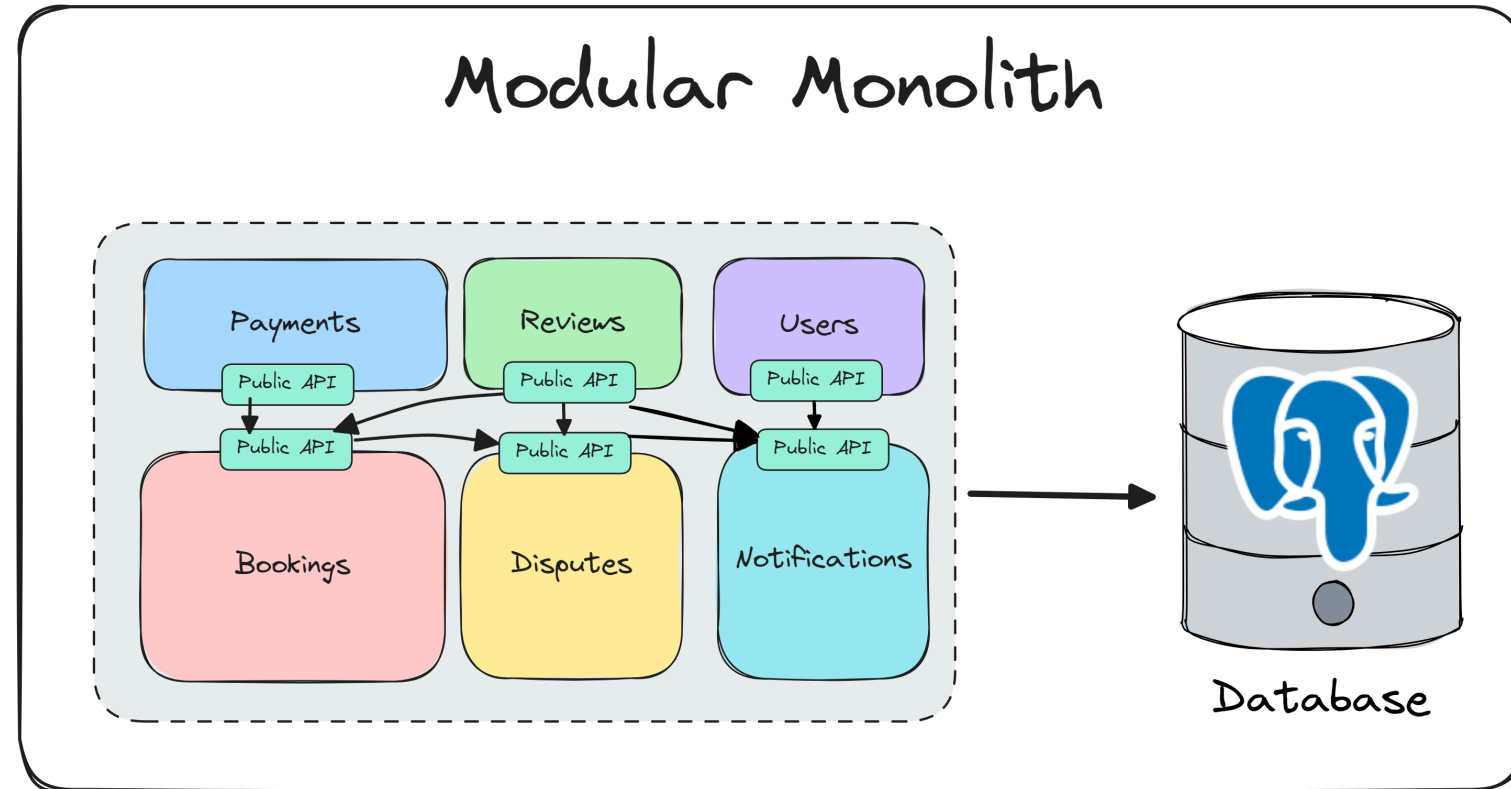 Modular Monolith
Payments
Reviews
Users
Public API
Public API
Public API
Public API
Public API
Public API
Bookings
Disputes
Notifications
Database